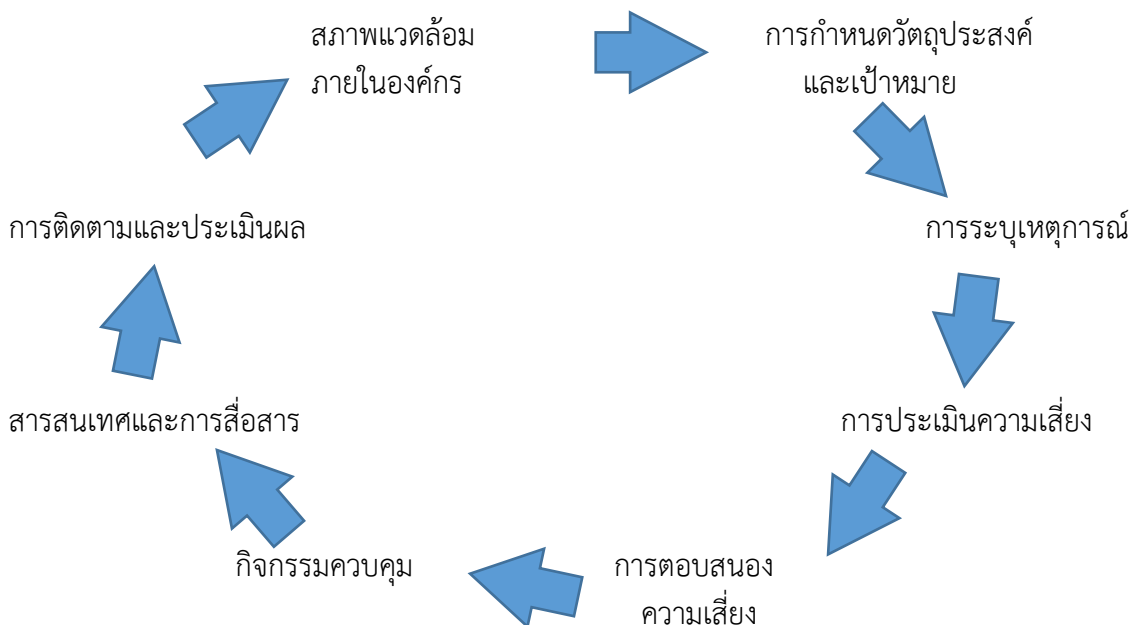 สภาพแวดล้อม
ภายในองค์กร
การกำหนดวัตถุประสงค์
และเป้าหมาย
การระบุเหตุการณ์
การประเมินความเสี่ยง
การตอบสนอง
ความเสี่ยง
กิจกรรมควบคุม
สารสนเทศและการสื่อสาร
การติดตามและประเมินผล